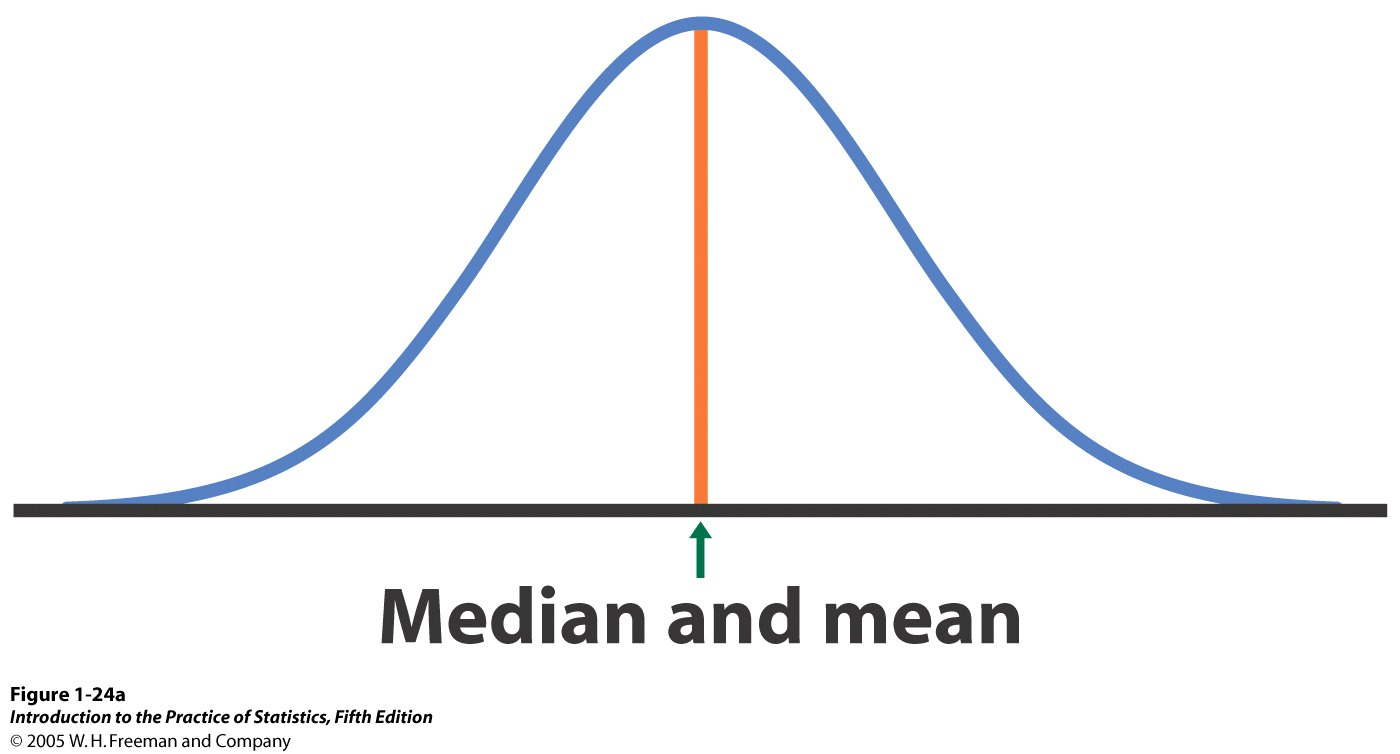 Median and mean
Figure 1-24a
Introduction to the Practice of Statistics, Fifth Edition
© 2005 W. H. Freeman and Company